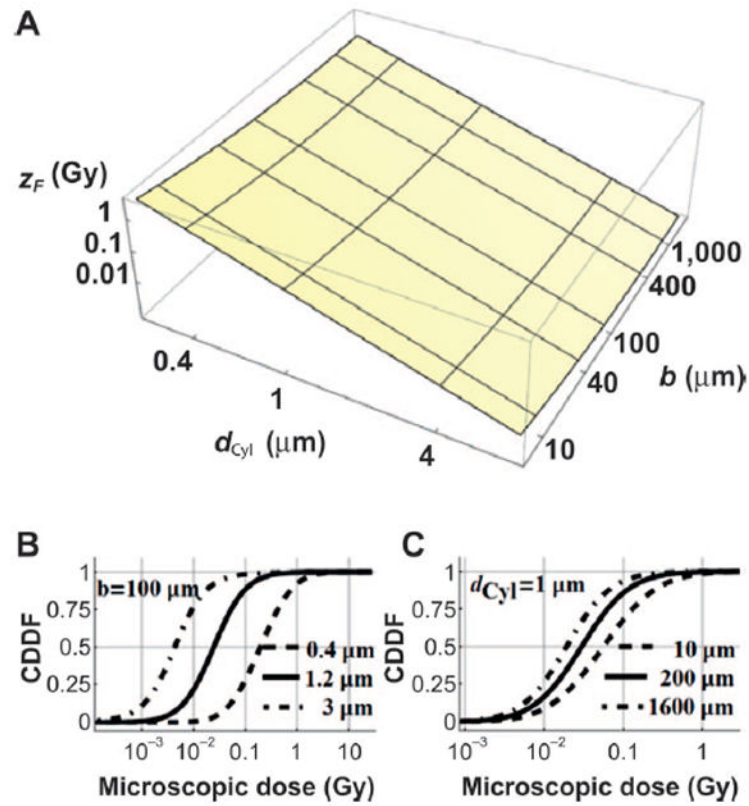 A
z_F (Gy)
1
0.1
0.01
0.4
1
4
d_Cyl (μm)
10
40
100
400
1,000
b (μm)
B
CDDF
1
0.75
0.5
0.25
0
b=100 μm
0.4 μm
1.2 μm
3 μm
10⁻³ 10⁻² 0.1 1 10
Microscopic dose (Gy)
C
CDDF
1
0.75
0.5
0.25
0
d_Cyl=1 μm
10 μm
200 μm
1600 μm
10⁻³ 10⁻² 0.1 1
Microscopic dose (Gy)